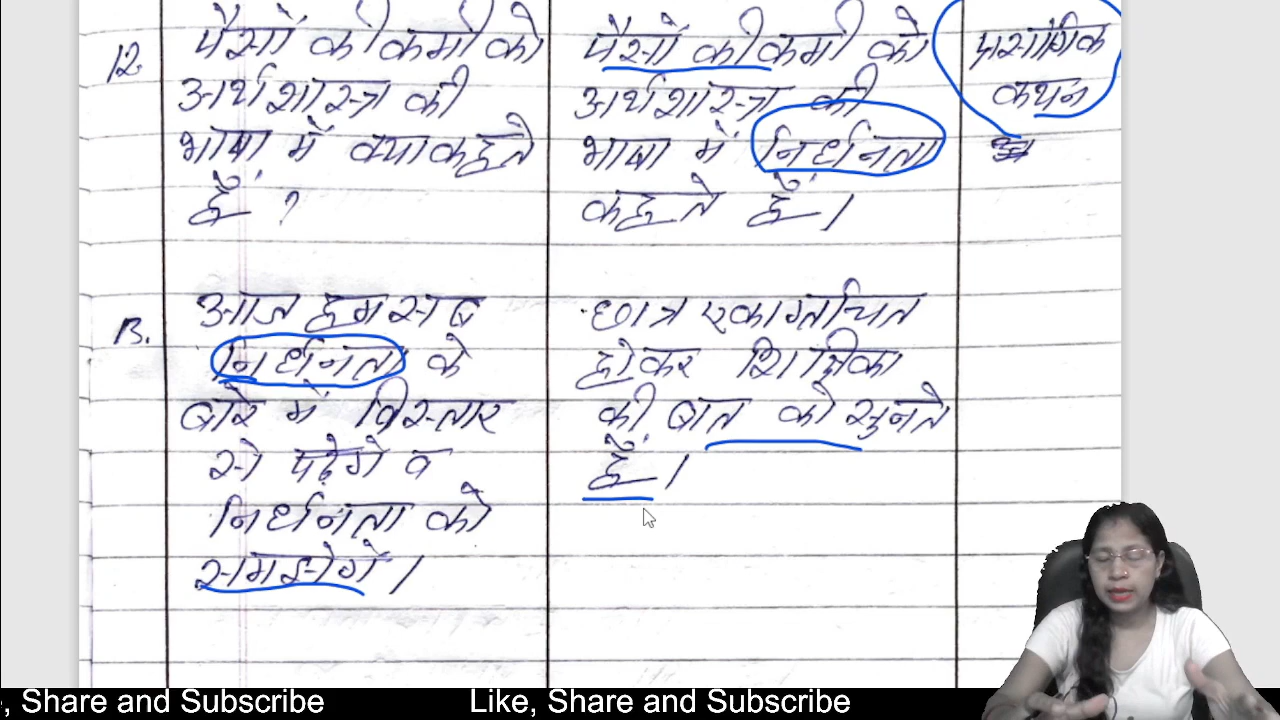 12.
पैसों की कमी को
अर्थशास्त्र की
भाषा में क्या कहते
हैं ?
पैसों की कमी को
अर्थशास्त्र की
भाषा में निर्धनता
कहते हैं ।
प्रासंगिक
कथन
13.
आज हम सब
निर्धनता के
बारे में विस्तार
से पढ़ेगे व
निर्धनता को
समझेगे ।
छात्र एकाग्रचित
होकर शिक्षिका
की बात को सुनते
हैं ।
, Share and Subscribe
Like, Share and Subscribe